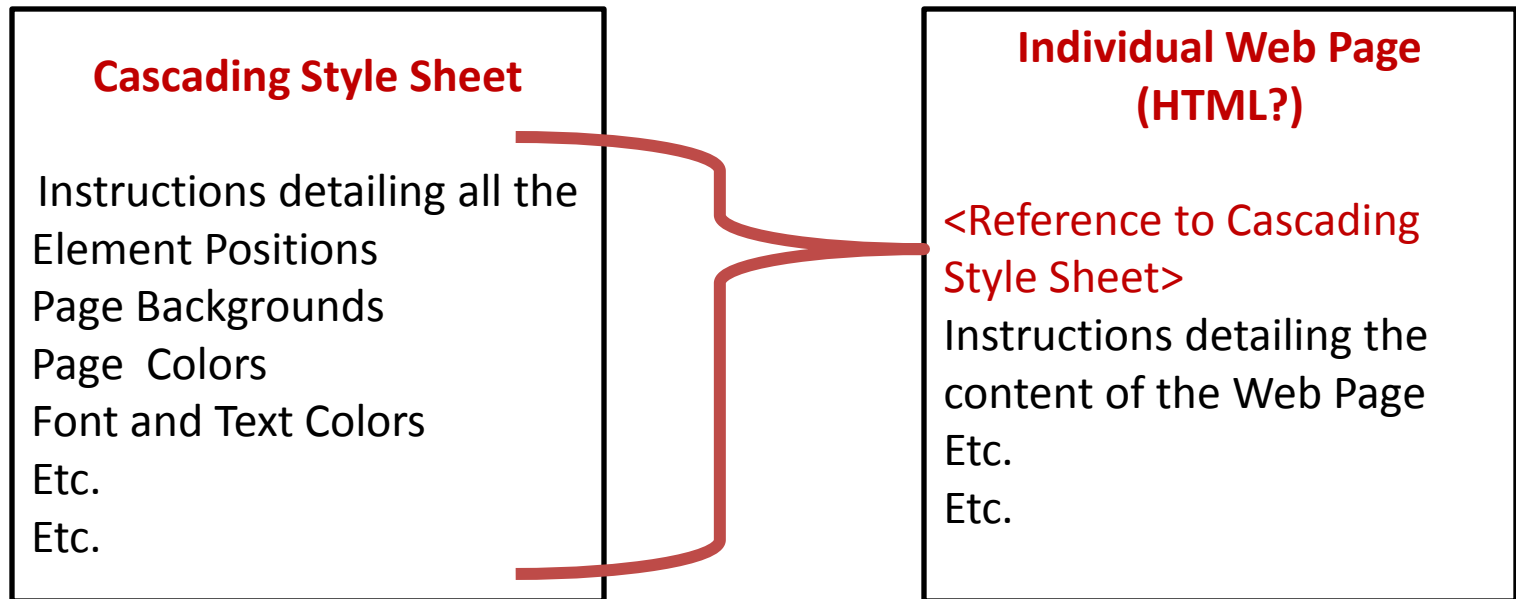 Cascading Style Sheet
Instructions detailing all the
Element Positions
Page Backgrounds
Page Colors
Font and Text Colors
Etc.
Etc.
Individual Web Page
(HTML?)
<Reference to Cascading
Style Sheet>
Instructions detailing the
content of the Web Page
Etc.
Etc.